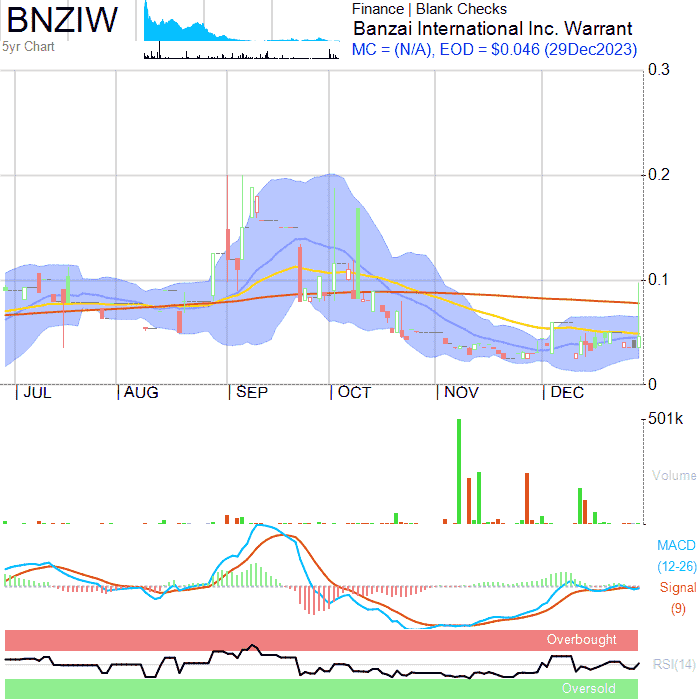 BNZIW
5yr Chart
Finance | Blank Checks
Banzai International Inc. Warrant
MC = (N/A), EOD = $0.046 (29Dec2023)
0.3
0.2
0.1
0
JUL AUG SEP OCT NOV DEC
501k
Volume
MACD
(12-26)
Signal
(9)
Overbought
RSI(14)
Oversold